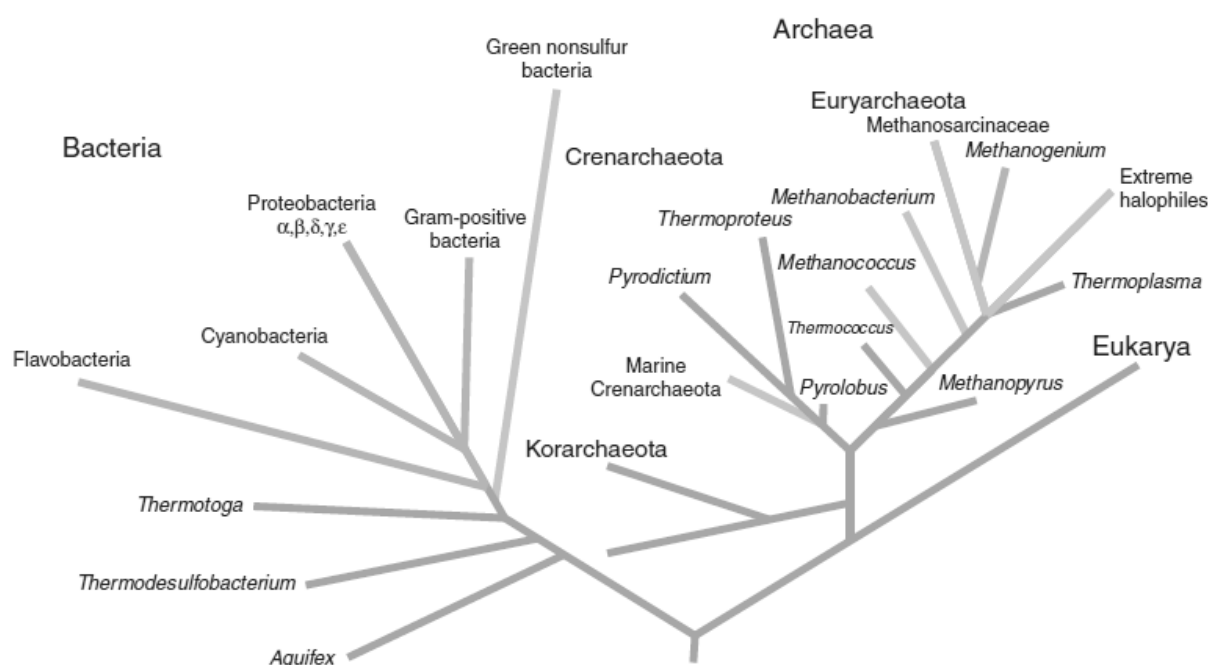 Archaea
Green nonsulfur
bacteria
Euryarchaeota
Methanosarcinaceae
Bacteria
Crenarchaeota
Methanogenium
Extreme
halophiles
Proteobacteria
α,β,δ,γ,ε
Gram-positive
bacteria
Methanobacterium
Thermoproteus
Pyrodictium
Methanococcus
Thermoplasma
Cyanobacteria
Thermococcus
Flavobacteria
Eukarya
Marine
Crenarchaeota
Pyrolobus
Methanopyrus
Korarchaeota
Thermotoga
Thermodesulfobacterium
Aquifex